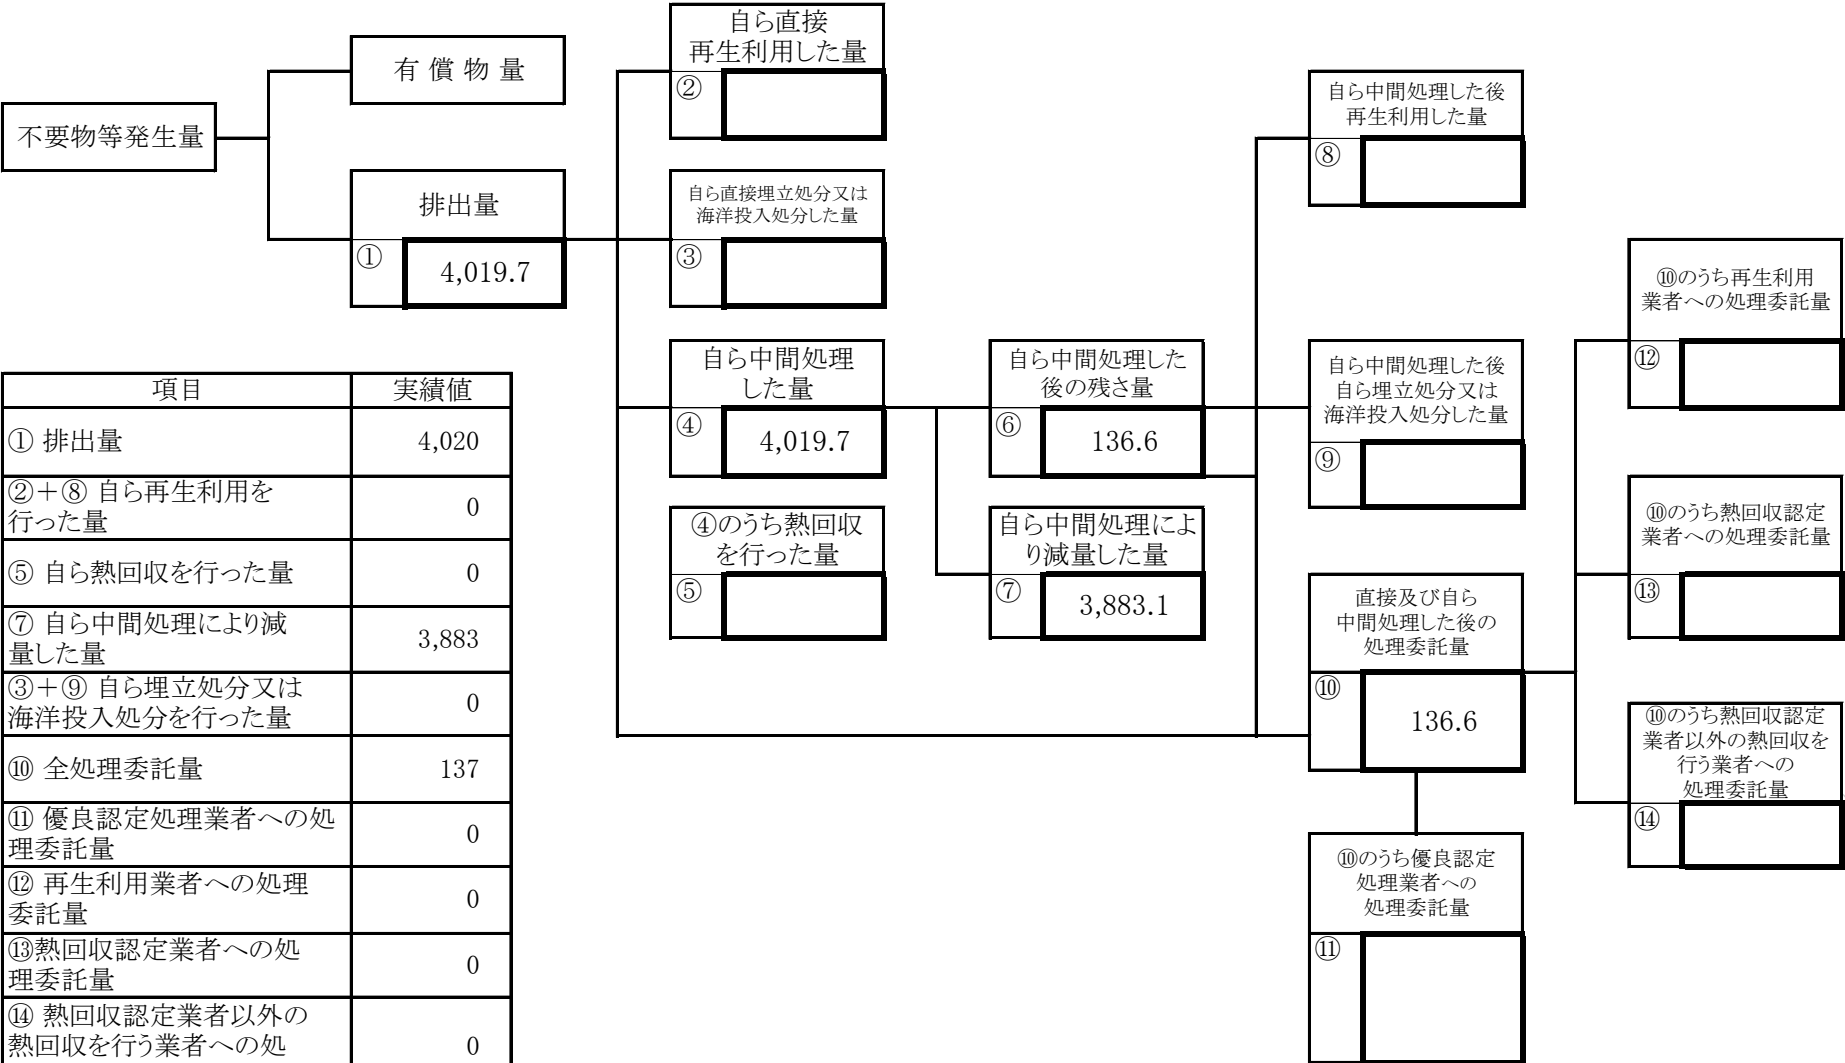 不要物等発生量
有 償 物 量
排出量
①
4,019.7
自ら直接
再生利用した量
②
自ら直接埋立処分又は
海洋投入処分した量
③
自ら中間処理
した量
④
4,019.7
④のうち熱回収
を行った量
⑤
自ら中間処理した
後の残さ量
⑥
136.6
自ら中間処理によ
り減量した量
⑦
3,883.1
自ら中間処理した後
再生利用した量
⑧
自ら中間処理した後
自ら埋立処分又は
海洋投入処分した量
⑨
直接及び自ら
中間処理した後の
処理委託量
⑩
136.6
⑩のうち優良認定
処理業者への
処理委託量
⑪
⑩のうち再生利用
業者への処理委託量
⑫
⑩のうち熱回収認定
業者への処理委託量
⑬
⑩のうち熱回収認定
業者以外の熱回収を
行う業者への
処理委託量
⑭
項目 実績値
① 排出量 4,020
②＋⑧ 自ら再生利用を
行った量 0
⑤ 自ら熱回収を行った量 0
⑦ 自ら中間処理により減
量した量 3,883
③＋⑨ 自ら埋立処分又は
海洋投入処分を行った量 0
⑩ 全処理委託量 137
⑪ 優良認定処理業者への処
理委託量 0
⑫ 再生利用業者への処理
委託量 0
⑬熱回収認定業者への処
理委託量 0
⑭ 熱回収認定業者以外の
熱回収を行う業者への処 0